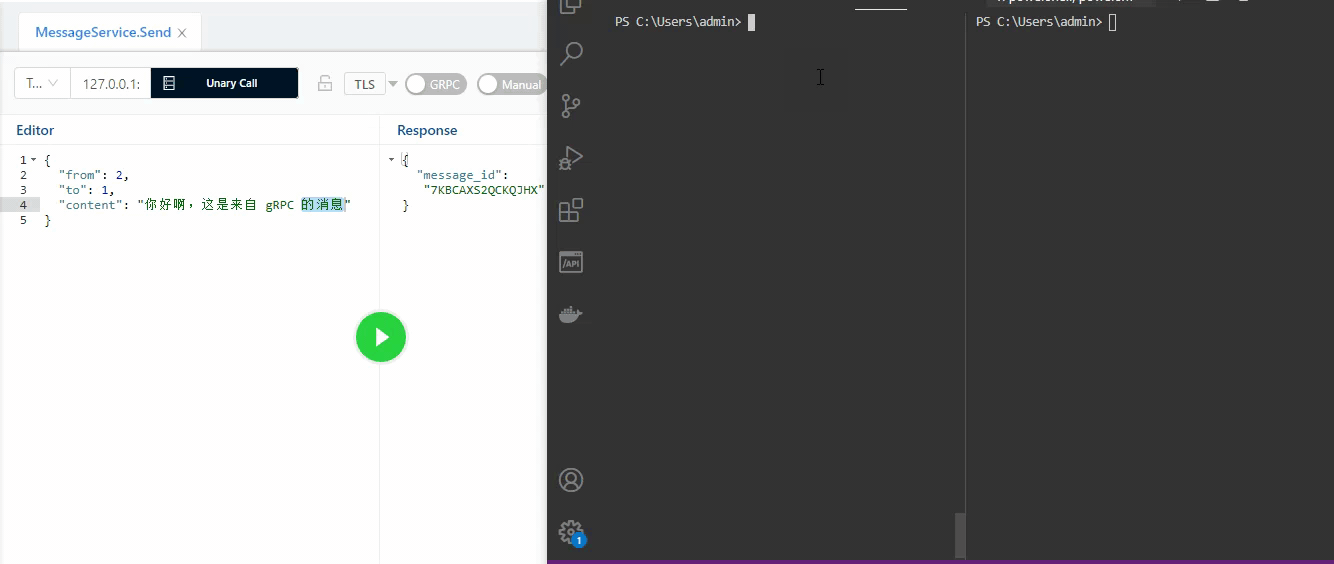 MessageService.Send
T...
127.0.0.1:
Unary Call
TLS
GRPC
Manual
Editor
1 {
2 "from": 2,
3 "to": 1,
4 "content": "你好啊，这是来自 gRPC 的消息"
5 }
Response
{
"message_id":
"7KBCAXS2QCKQJHX"
}
PS C:\Users\admin>
PS C:\Users\admin>
/API
1